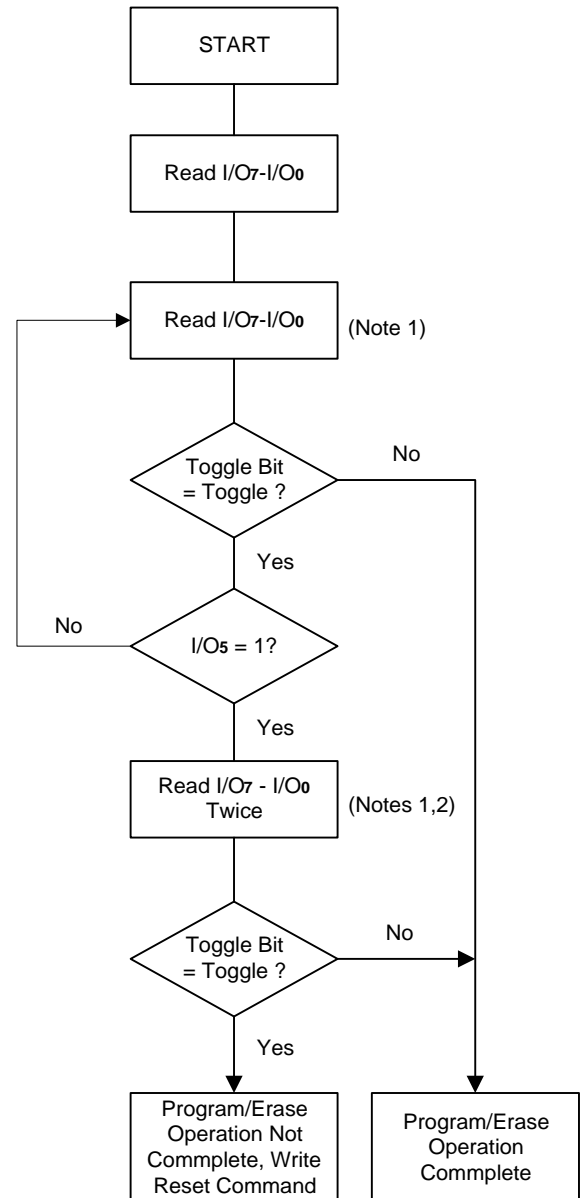 START
Read I/O7-I/O0
Read I/O7-I/O0
(Note 1)
Toggle Bit
= Toggle ?
No
Yes
I/O5 = 1?
No
Yes
Read I/O7 - I/O0
Twice
(Notes 1,2)
Toggle Bit
= Toggle ?
No
Yes
Program/Erase
Operation Not
Commplete, Write
Reset Command
Program/Erase
Operation
Commplete